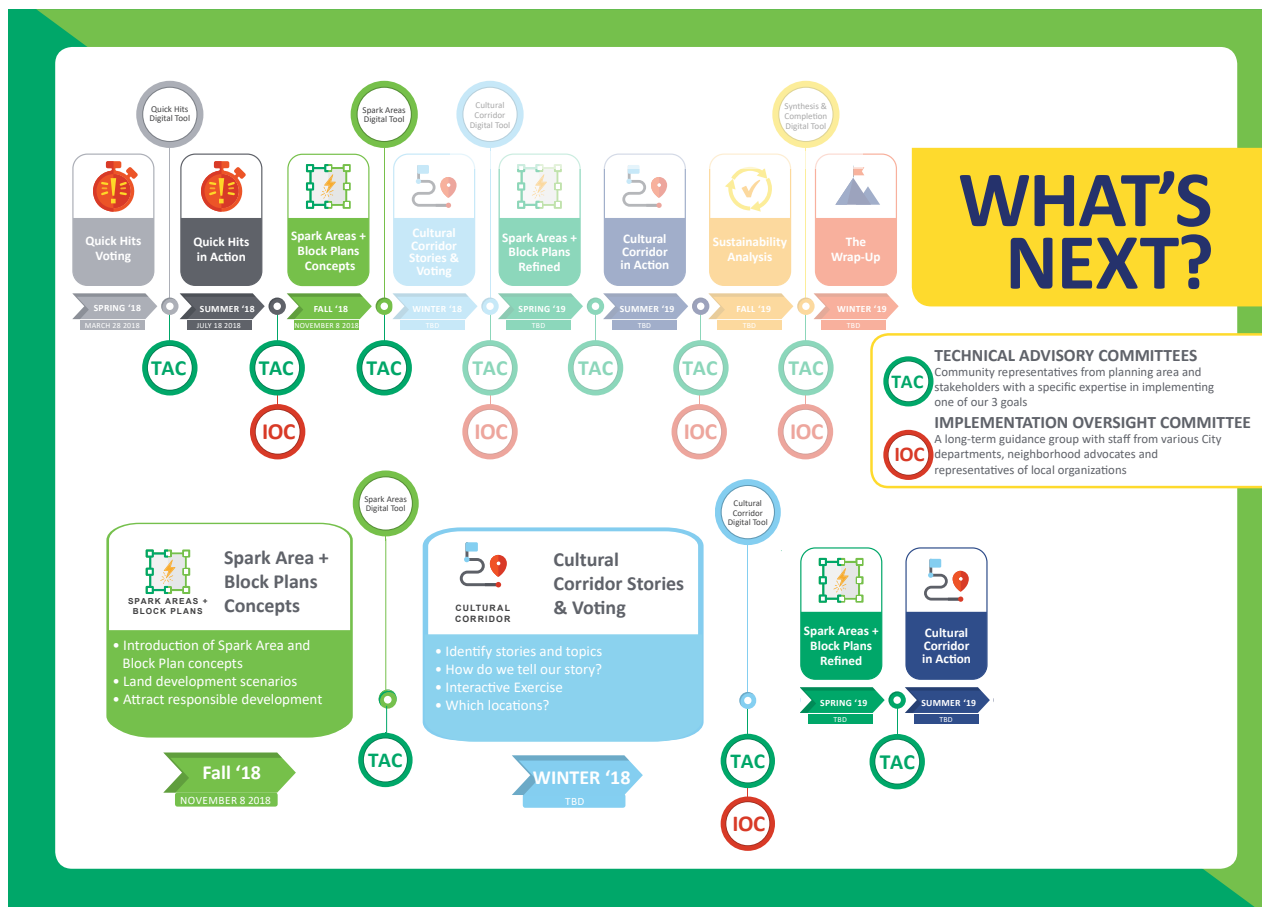 Quick Hits
Digital Tool
Spark Areas
Digital Tool
Cultural
Corridor
Digital Tool
Synthesis &
Completion
Digital Tool
Quick Hits
Voting
Quick Hits
in Action
Spark Areas +
Block Plans
Concepts
Cultural
Corridor
Stories &
Voting
Spark Areas +
Block Plans
Refined
Cultural
Corridor
in Action
Sustainability
Analysis
The
Wrap-Up
WHAT'S
NEXT?
SPRING '18
MARCH 28 2018
SUMMER '18
JULY 18 2018
FALL '18
NOVEMBER 8 2018
WINTER '18
TBD
SPRING '19
TBD
SUMMER '19
TBD
FALL '19
TBD
WINTER '19
TBD
TAC
TAC
TAC
TAC
TAC
TAC
TAC
IOC
IOC
IOC
IOC
TAC
TECHNICAL ADVISORY COMMITTEES
Community representatives from planning area and
stakeholders with a specific expertise in implementing
one of our 3 goals
IOC
IMPLEMENTATION OVERSIGHT COMMITTEE
A long-term guidance group with staff from various City
departments, neighborhood advocates and
representatives of local organizations
SPARK AREAS +
BLOCK PLANS
Spark Area +
Block Plans
Concepts
• Introduction of Spark Area and
Block Plan concepts
• Land development scenarios
• Attract responsible development
Fall '18
NOVEMBER 8 2018
Spark Areas
Digital Tool
TAC
CULTURAL
CORRIDOR
Cultural
Corridor Stories
& Voting
• Identify stories and topics
• How do we tell our story?
• Interactive Exercise
• Which locations?
WINTER '18
TBD
Cultural
Corridor
Digital Tool
TAC
IOC
Spark Areas +
Block Plans
Refined
SPRING '19
TBD
TAC
Cultural
Corridor
in Action
SUMMER '19
TBD